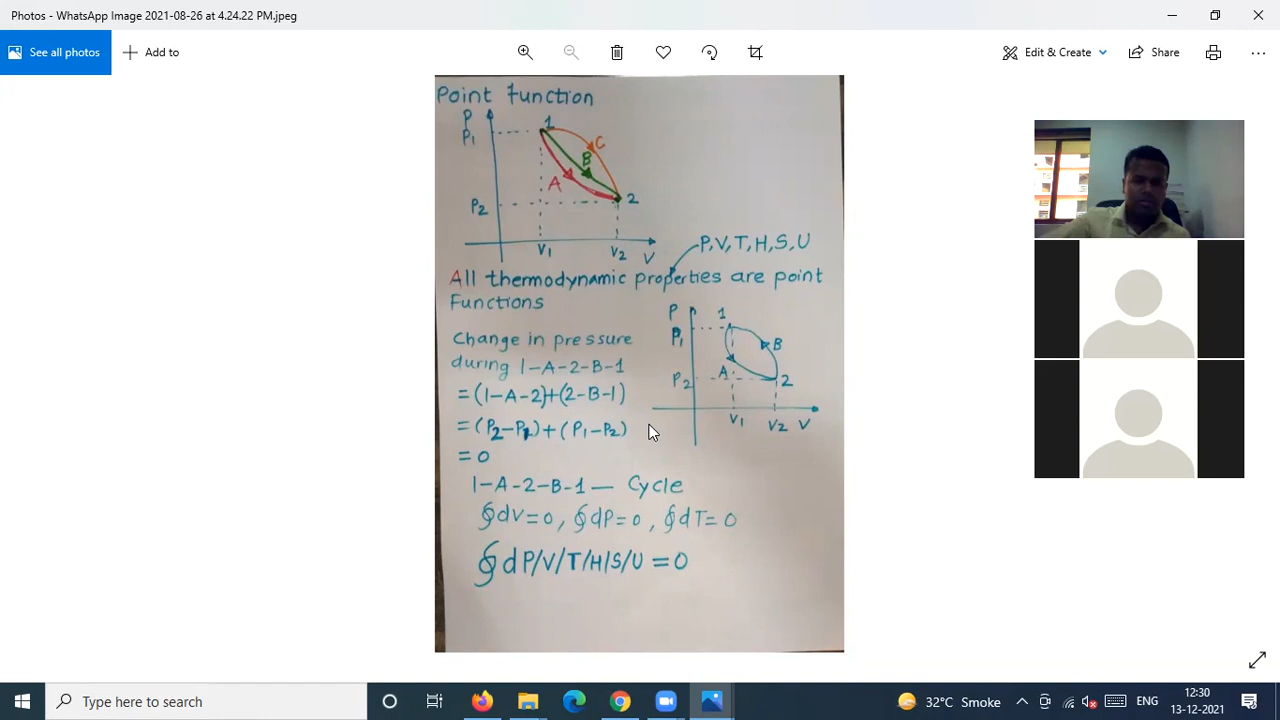 Photos - WhatsApp Image 2021-08-26 at 4.24.22 PM.jpeg
See all photos
Add to
Edit & Create
Share
Point function
P
P1
1
C
B
A
P2
2
V1
V2
V
P,V,T,H,S,U
All thermodynamic properties are point
Functions
P
1
P1
B
A
P2
2
V1
V2
V
Change in pressure
during 1-A-2-B-1
=(1-A-2)+(2-B-1)
=(P2-P1)+(P1-P2)
=0
1-A-2-B-1 — Cycle
∮dV=0, ∮dP=0, ∮dT=0
∮dP/V/T/H/S/U=0
Type here to search
32°C Smoke
ENG
12:30
13-12-2021